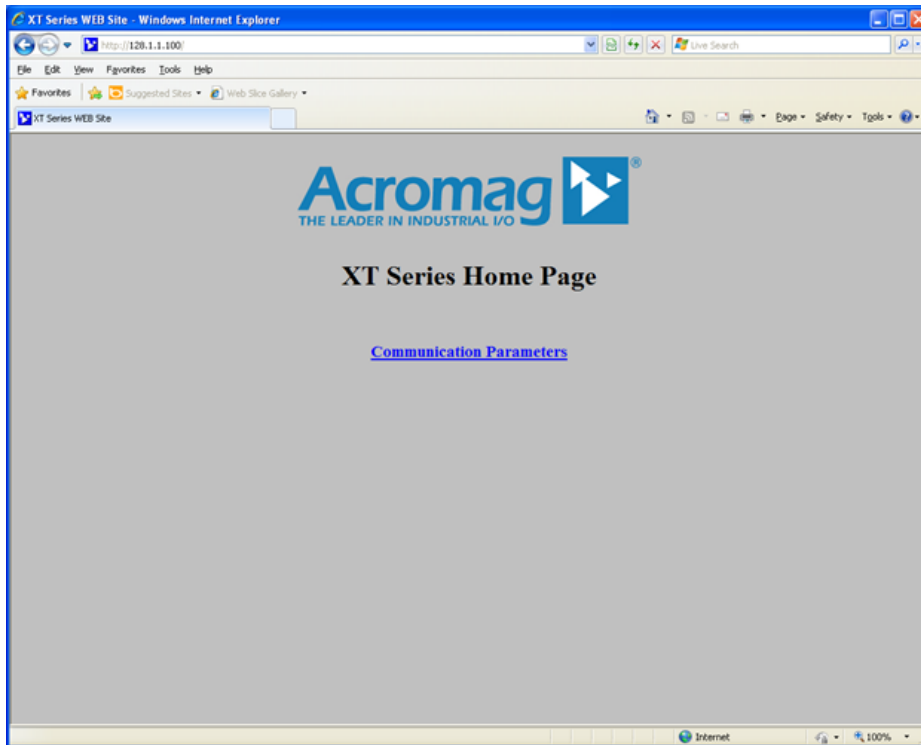 XT Series WEB Site - Windows Internet Explorer
http://128.1.1.100/
Live Search
File Edit View Favorites Tools Help
Favorites Suggested Sites Web Slice Gallery
XT Series WEB Site
Page Safety Tools
Acromag ®
THE LEADER IN INDUSTRIAL I/O
XT Series Home Page
Communication Parameters
Internet 100%